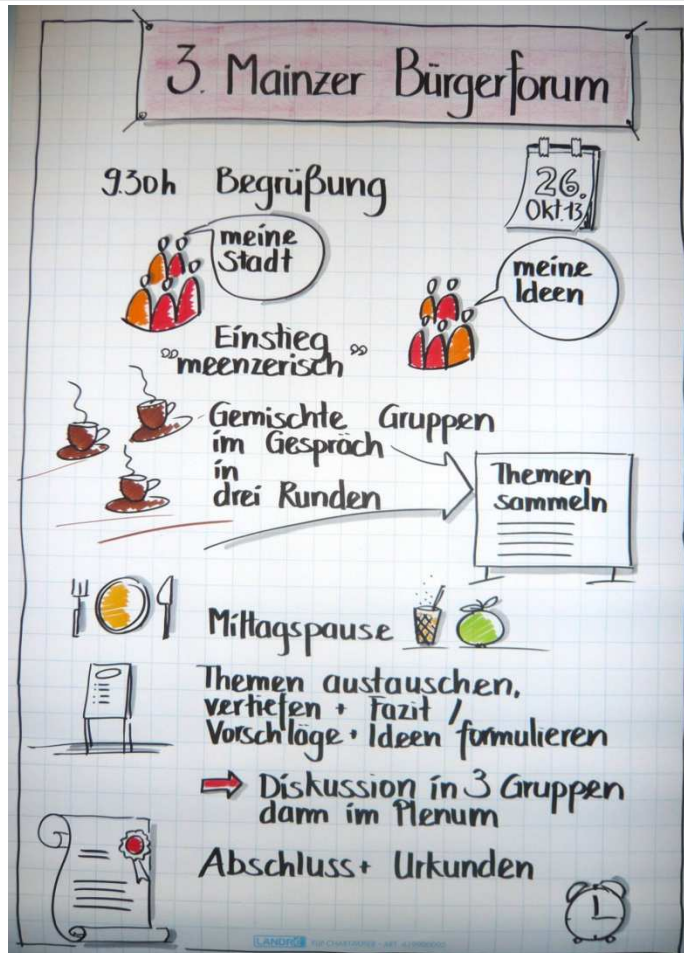 3. Mainzer Bürgerforum
9.30h Begrüßung
26.
Okt.13
meine
Stadt
meine
Ideen
Einstieg
"meenzerisch"
Gemischte Gruppen
im Gespräch
in
drei Runden
Themen
sammeln
Mittagspause
Themen austauschen,
vertiefen + Fazit /
Vorschläge + Ideen formulieren
Diskussion in 3 Gruppen
dann im Plenum
Abschluss + Urkunden
LANDRÉ